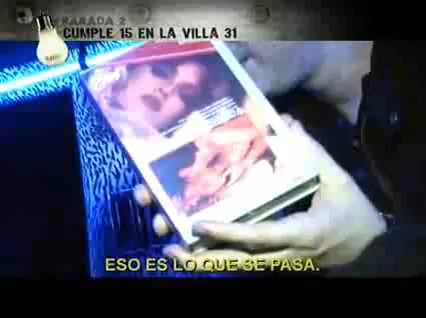 PARADA 2
CUMPLE 15 EN LA VILLA 31
ESO ES LO QUE SE PASA.